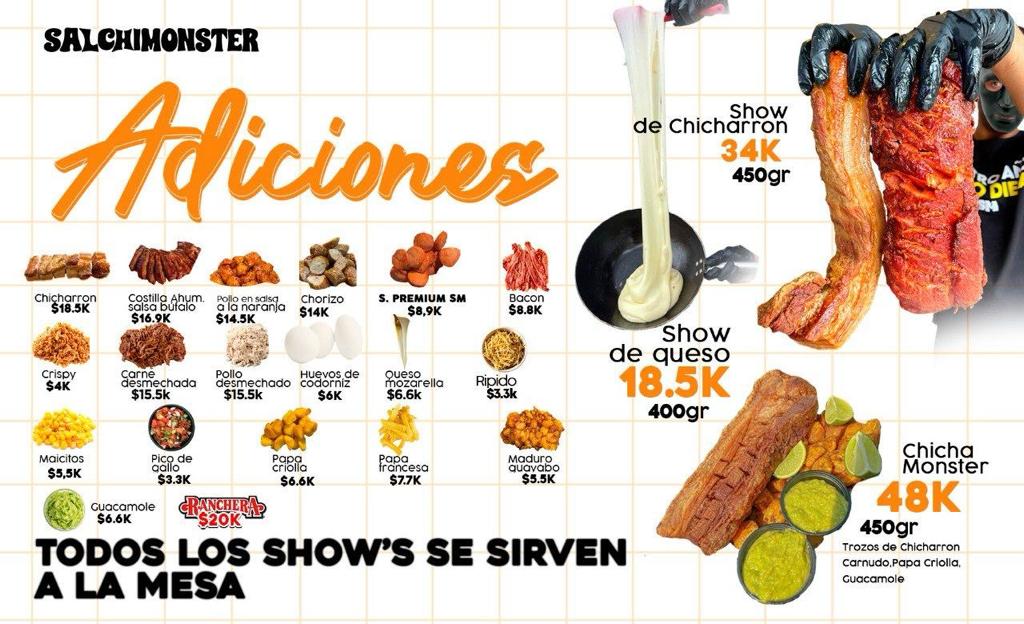 SALCHIMONSTER
Adiciones
Show
de Chicharron
34K
450gr
Chicharron
$18.5K
Costilla Ahum.
salsa bufalo
$16.9K
Pollo en salsa
a la naranja
$14.5K
Chorizo
$14K
S. PREMIUM SM
$8,9K
Bacon
$8.8K
Crispy
$4K
Carne
desmechada
$15.5k
Pollo
desmechado
$15.5k
Huevos de
codorniz
$6K
Queso
mozarella
$6.6k
Ripido
$3.3k
Show
de queso
18.5K
400gr
Maicitos
$5,5K
Pico de
gallo
$3.3K
Papa
criolla
$6.6K
Papa
francesa
$7.7K
Maduro
guayabo
$5.5K
Guacamole
$6.6K
RANCHERA
$20K
Chicha
Monster
48K
450gr
Trozos de Chicharron
Carnudo,Papa Criolla,
Guacamole
TODOS LOS SHOW'S SE SIRVEN
A LA MESA